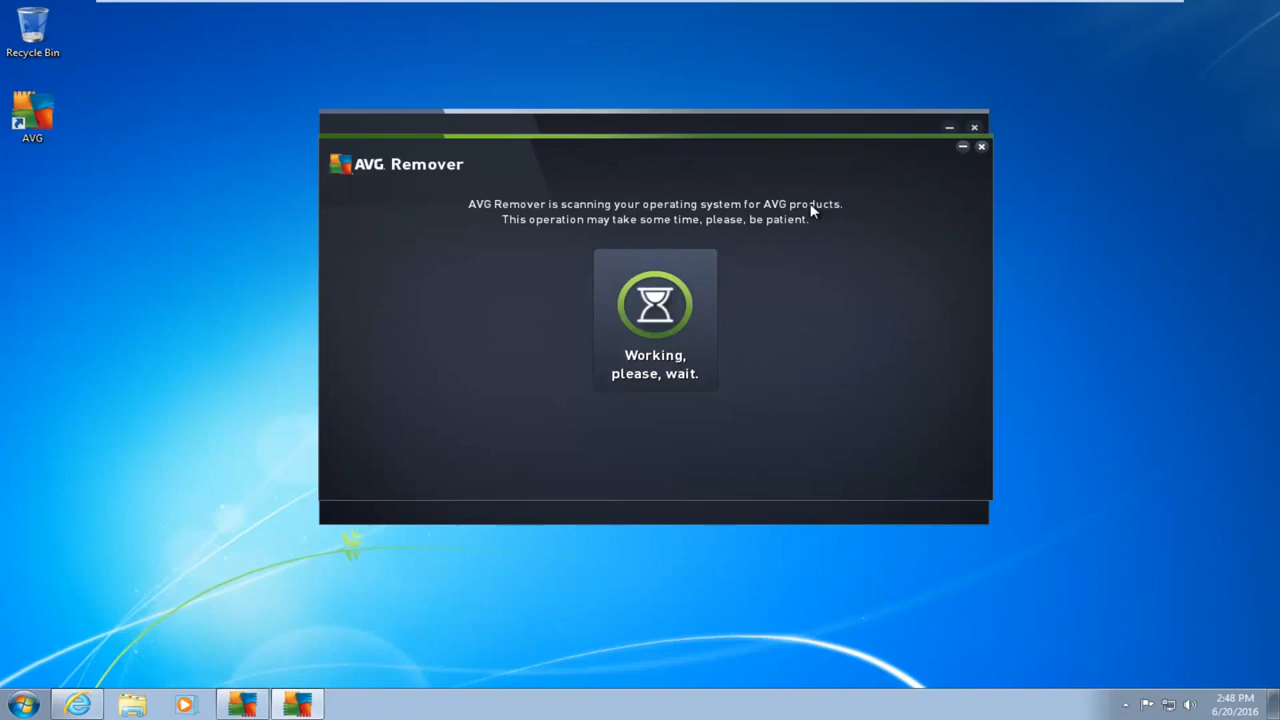 Recycle Bin
AVG
AVG. Remover
AVG Remover is scanning your operating system for AVG products.
This operation may take some time, please, be patient.
Working,
please, wait.
2:48 PM
6/20/2016